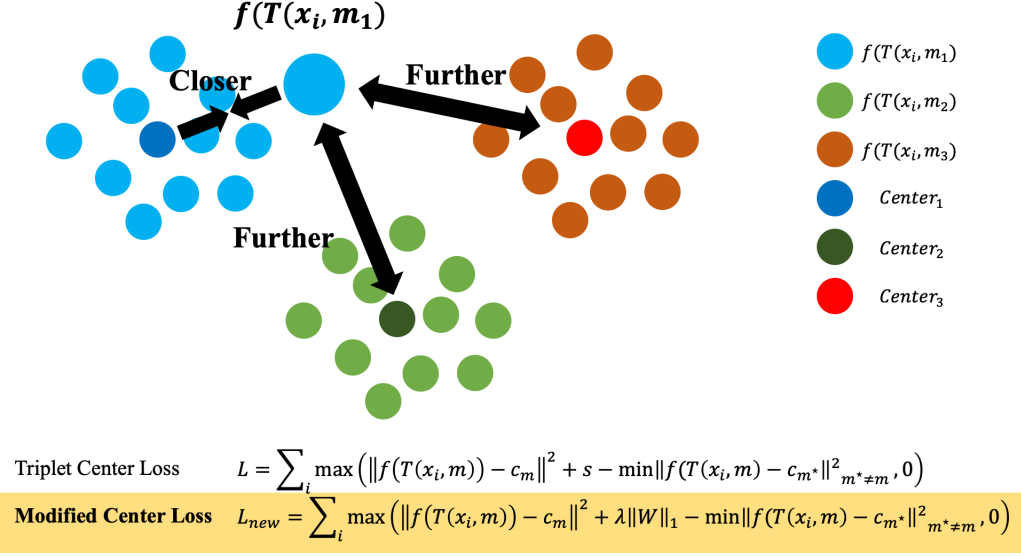 f(T(x_i, m_1)
Closer
Further
Further
f(T(x_i, m_1)
f(T(x_i, m_2)
f(T(x_i, m_3)
Center_1
Center_2
Center_3
Triplet Center Loss L = ∑_i max(‖f(T(x_i, m)) − c_m‖^2 + s − min‖f(T(x_i, m) − c_{m⋆}‖^2_{m⋆≠m}, 0)
Modified Center Loss L_new = ∑_i max(‖f(T(x_i, m)) − c_m‖^2 + λ‖W‖_1 − min‖f(T(x_i, m) − c_{m⋆}‖^2_{m⋆≠m}, 0)